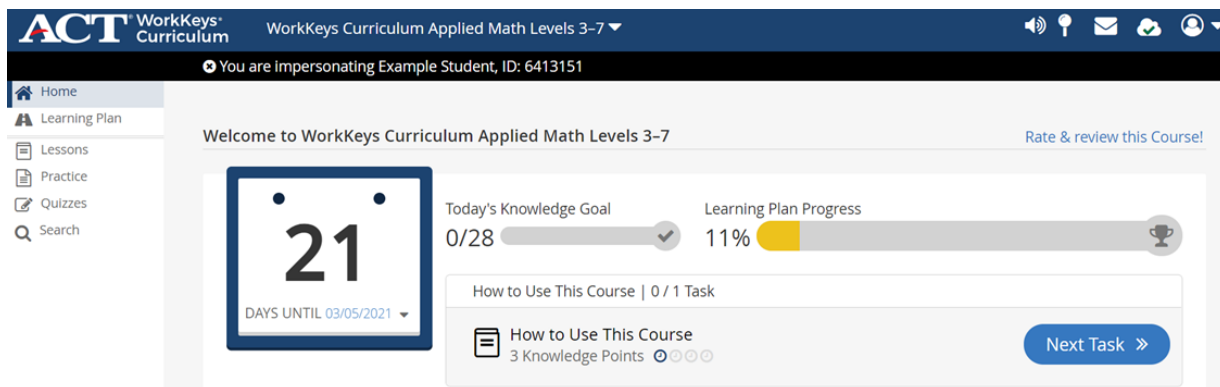 ACT WorkKeys® Curriculum
WorkKeys Curriculum Applied Math Levels 3–7
You are impersonating Example Student, ID: 6413151
Home
Learning Plan
Lessons
Practice
Quizzes
Search
Welcome to WorkKeys Curriculum Applied Math Levels 3–7
Rate & review this Course!
21
DAYS UNTIL 03/05/2021
Today's Knowledge Goal
0/28
Learning Plan Progress
11%
How to Use This Course | 0 / 1 Task
How to Use This Course
3 Knowledge Points
Next Task »